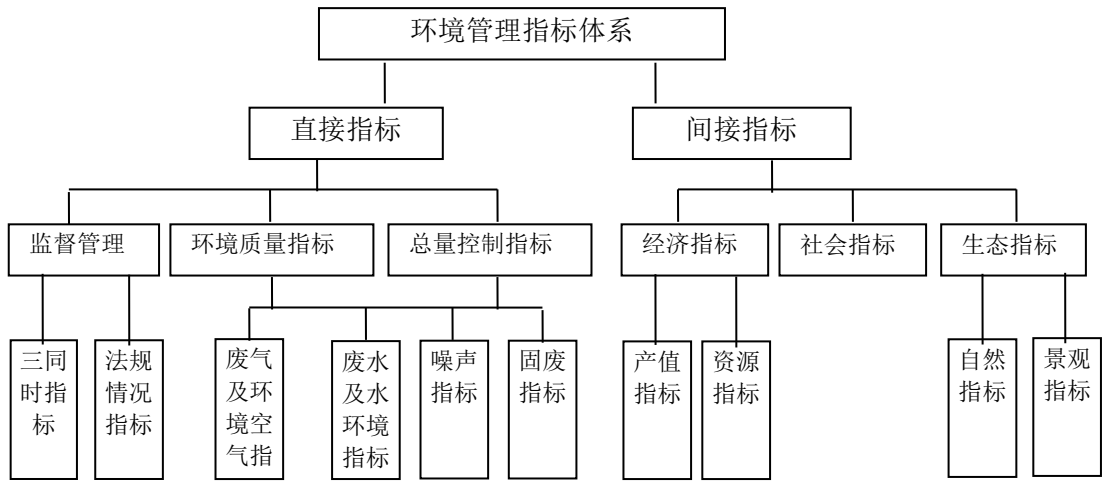 环境管理指标体系
直接指标
间接指标
监督管理
环境质量指标
总量控制指标
经济指标
社会指标
生态指标
三同
时指
标
法规
情况
指标
废气
及环
境空
气指
废水
及水
环境
指标
噪声
指标
固废
指标
产值
指标
资源
指标
自然
指标
景观
指标